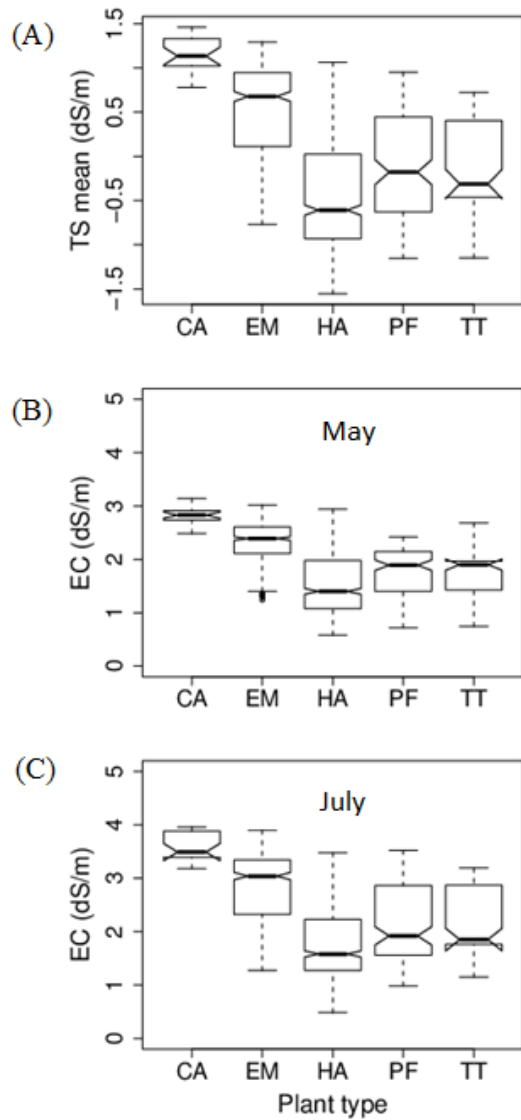 (A)
TS mean (dS/m)
1.5
0.5
−0.5
−1.5
CA EM HA PF TT
(B)
May
EC (dS/m)
5
4
3
2
1
0
CA EM HA PF TT
(C)
July
EC (dS/m)
5
4
3
2
1
0
CA EM HA PF TT
Plant type